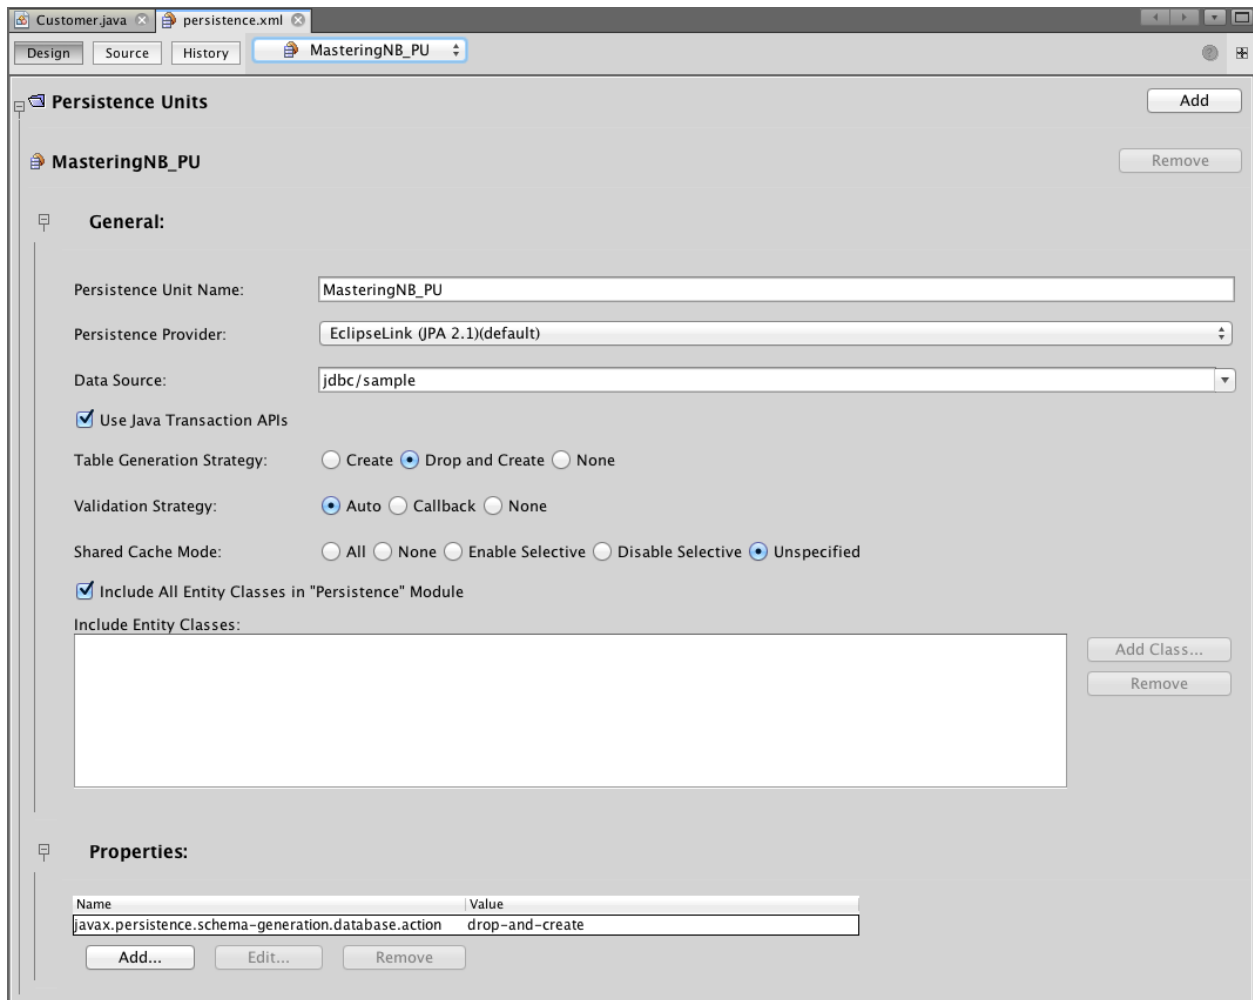 Customer.java persistence.xml
Design Source History MasteringNB_PU
Persistence Units Add
MasteringNB_PU Remove
General:
Persistence Unit Name: MasteringNB_PU
Persistence Provider: EclipseLink (JPA 2.1)(default)
Data Source: jdbc/sample
Use Java Transaction APIs
Table Generation Strategy: Create Drop and Create None
Validation Strategy: Auto Callback None
Shared Cache Mode: All None Enable Selective Disable Selective Unspecified
Include All Entity Classes in "Persistence" Module
Include Entity Classes:
Add Class...
Remove
Properties:
Name Value
javax.persistence.schema-generation.database.action drop-and-create
Add... Edit... Remove